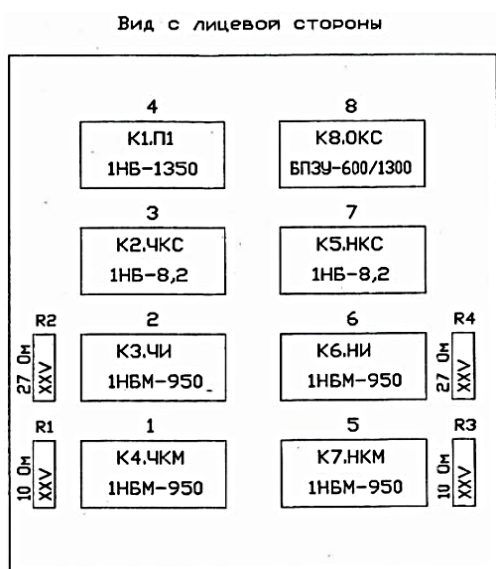 Вид с лицевой стороны
4
8
К1.П1
1НБ-1350
К8.ОКС
БПЗУ-600/1300
3
7
К2.ЧКС
1НБ-8,2
К5.НКС
1НБ-8,2
R2
2
6
R4
27 Ом
XXV
К3.ЧИ
1НБМ-950
К6.НИ
1НБМ-950
27 Ом
XXV
R1
1
5
R3
10 Ом
XXV
К4.ЧКМ
1НБМ-950
К7.НКМ
1НБМ-950
10 Ом
XXV